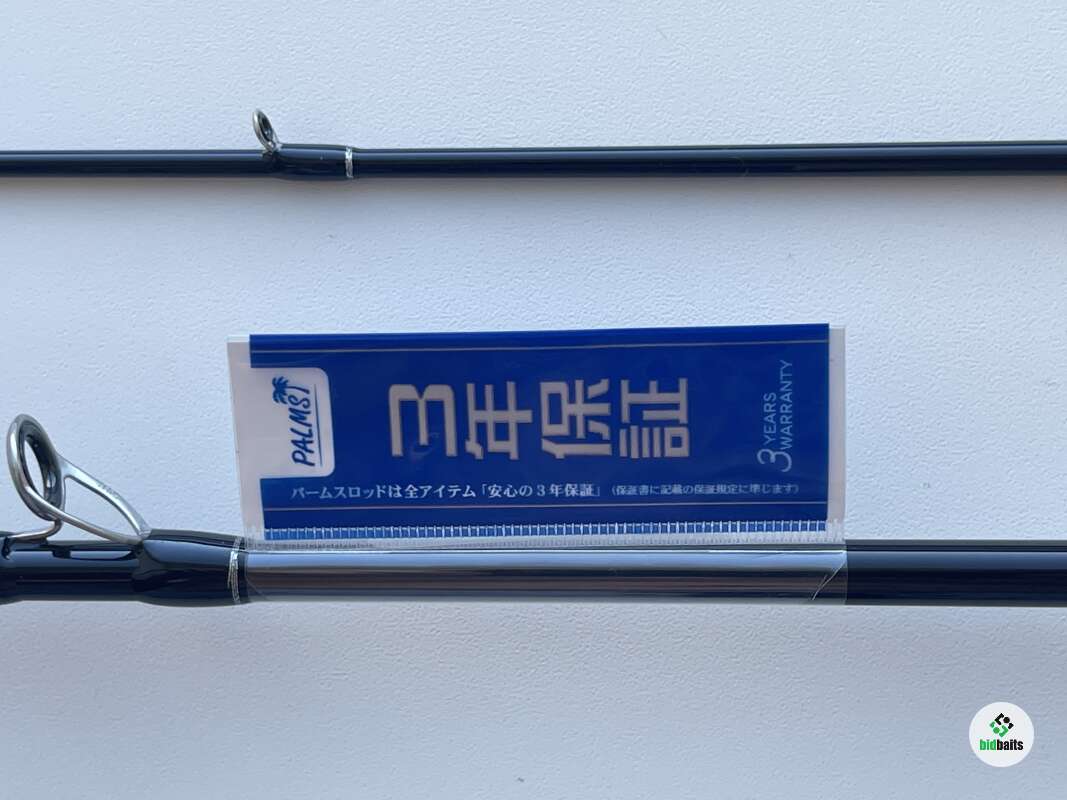 PALMS
3年保証
3 YEARS
WARRANTY
パームスロッドは全アイテム「安心の3年保証」(保証書に記載の保証規定に準じます)
bidbaits